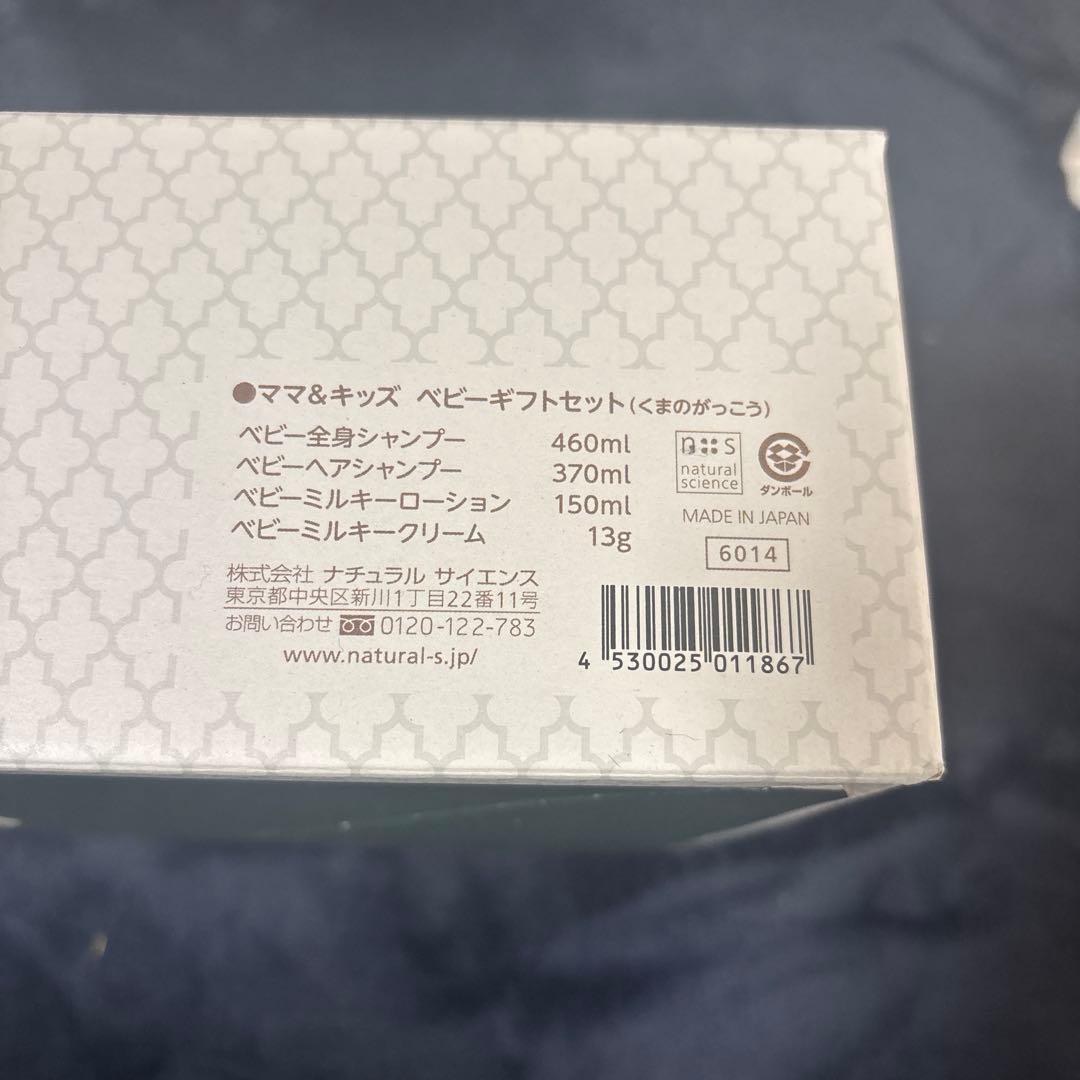 ●ママ&キッズ ベビーギフトセット(くまのがっこう)
ベビー全身シャンプー 460ml
ベビーヘアシャンプー 370ml
ベビーミルキーローション 150ml
ベビーミルキークリーム 13g
株式会社 ナチュラル サイエンス
東京都中央区新川1丁目22番11号
お問い合わせ 0120-122-783
www.natural-s.jp/
n s
natural
science
ダンボール
MADE IN JAPAN
6014
4 530025 011867